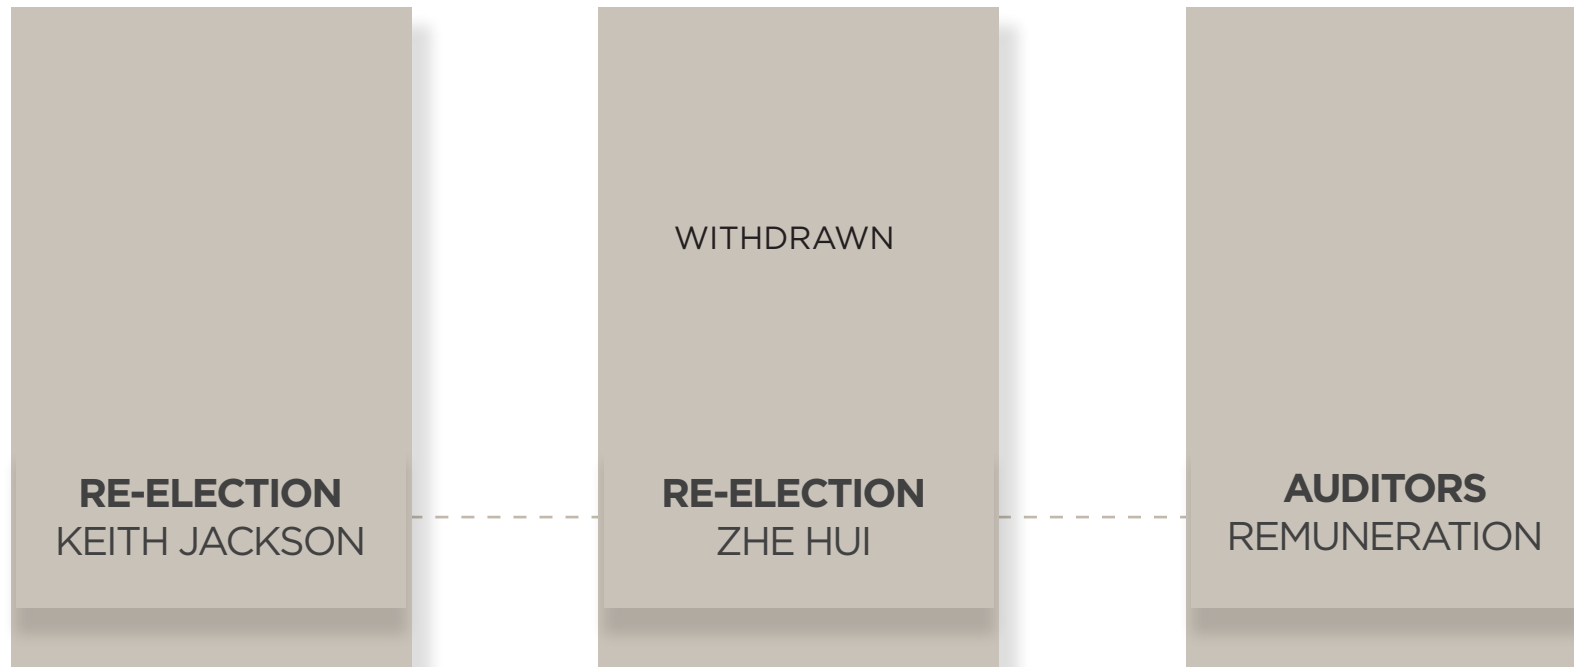 RE-ELECTION
KEITH JACKSON
WITHDRAWN
RE-ELECTION
ZHE HUI
AUDITORS
REMUNERATION